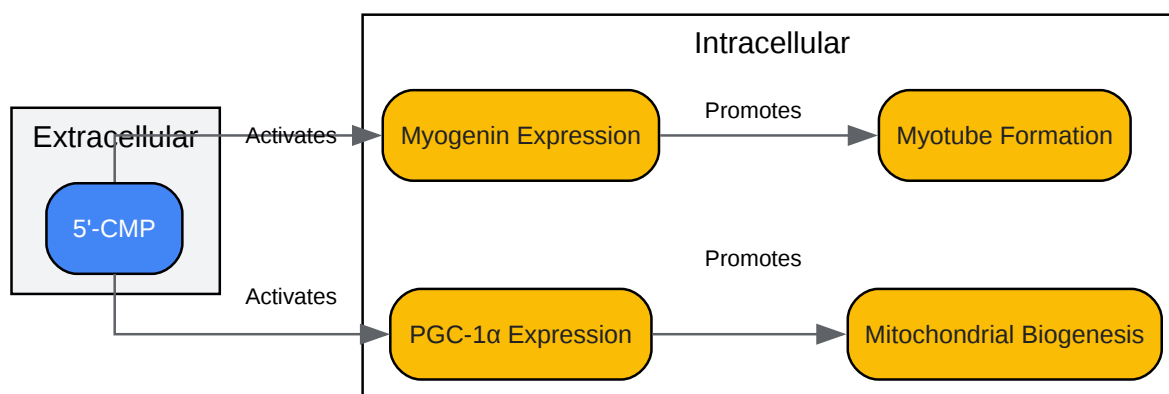 Intracellular
Extracellular
Activates
Myogenin Expression
Promotes
Myotube Formation
5'-CMP
Activates
PGC-1α Expression
Promotes
Mitochondrial Biogenesis